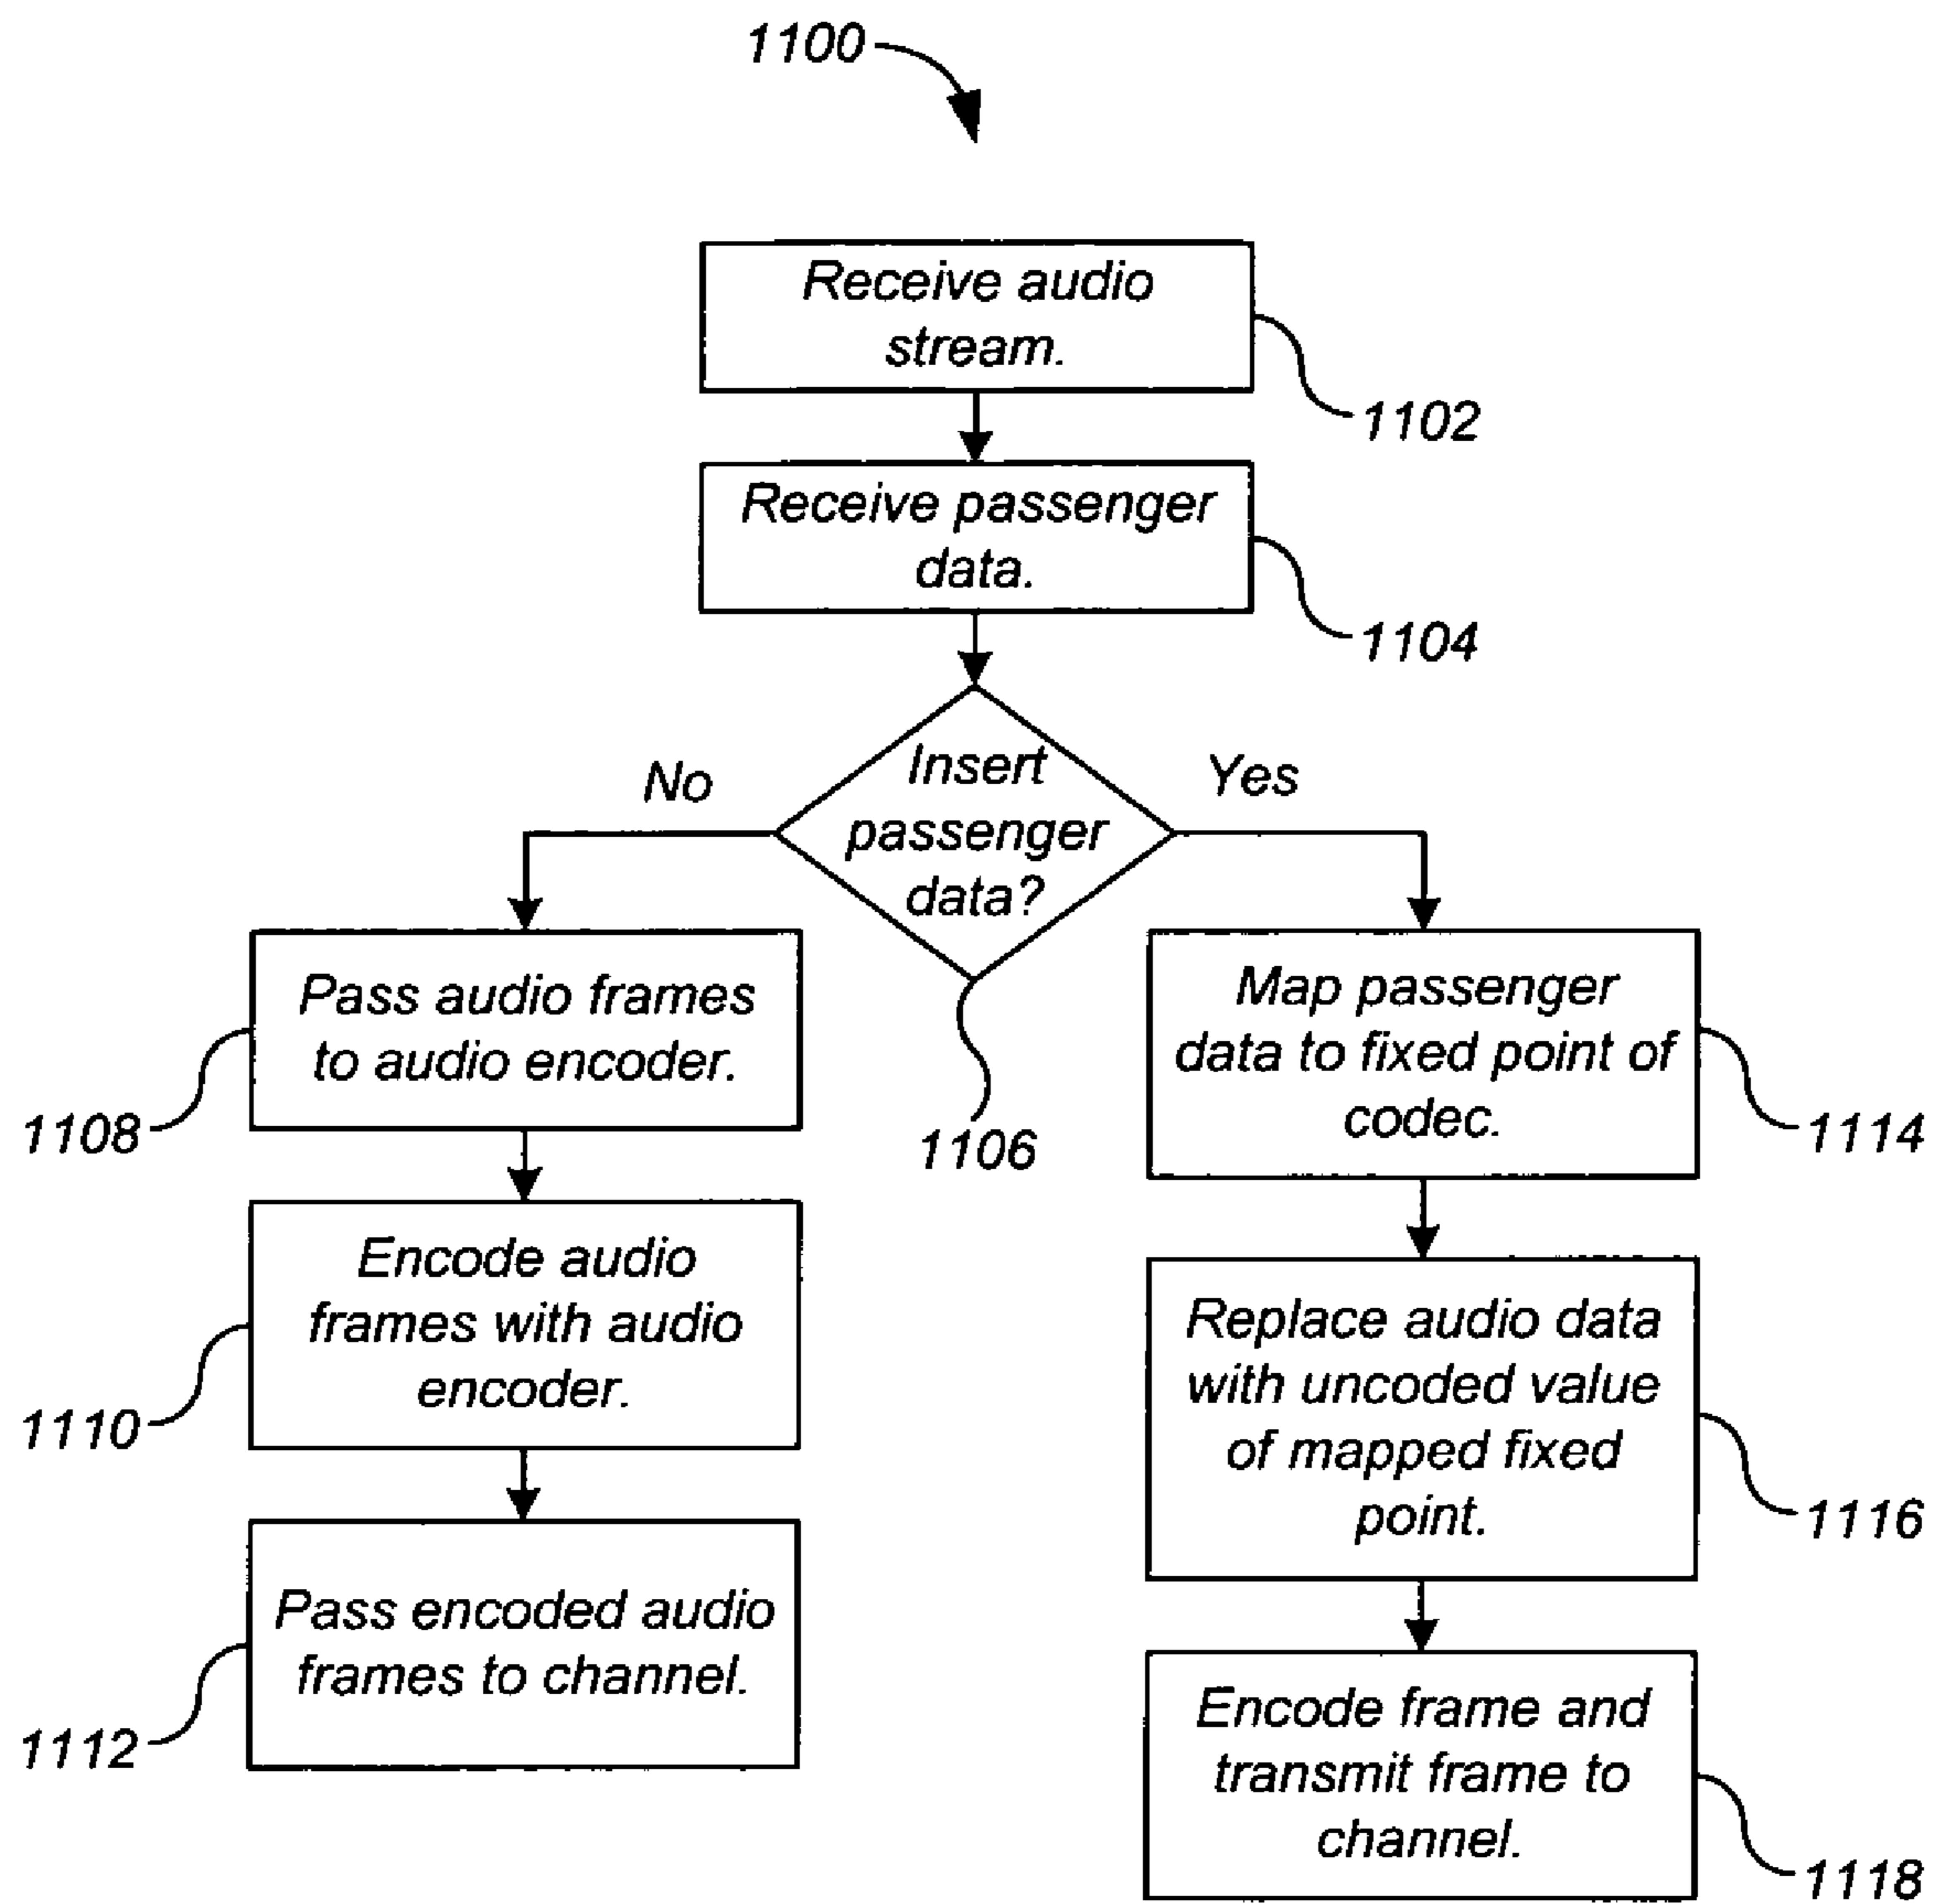 1100
Receive audio
stream.
1102
Receive passenger
data.
1104
Insert
passenger
data?
No
Yes
1106
Pass audio frames
to audio encoder.
1108
Encode audio
frames with audio
encoder.
1110
Pass encoded audio
frames to channel.
1112
Map passenger
data to fixed point of
codec.
1114
Replace audio data
with uncoded value
of mapped fixed
point.
1116
Encode frame and
transmit frame to
channel.
1118